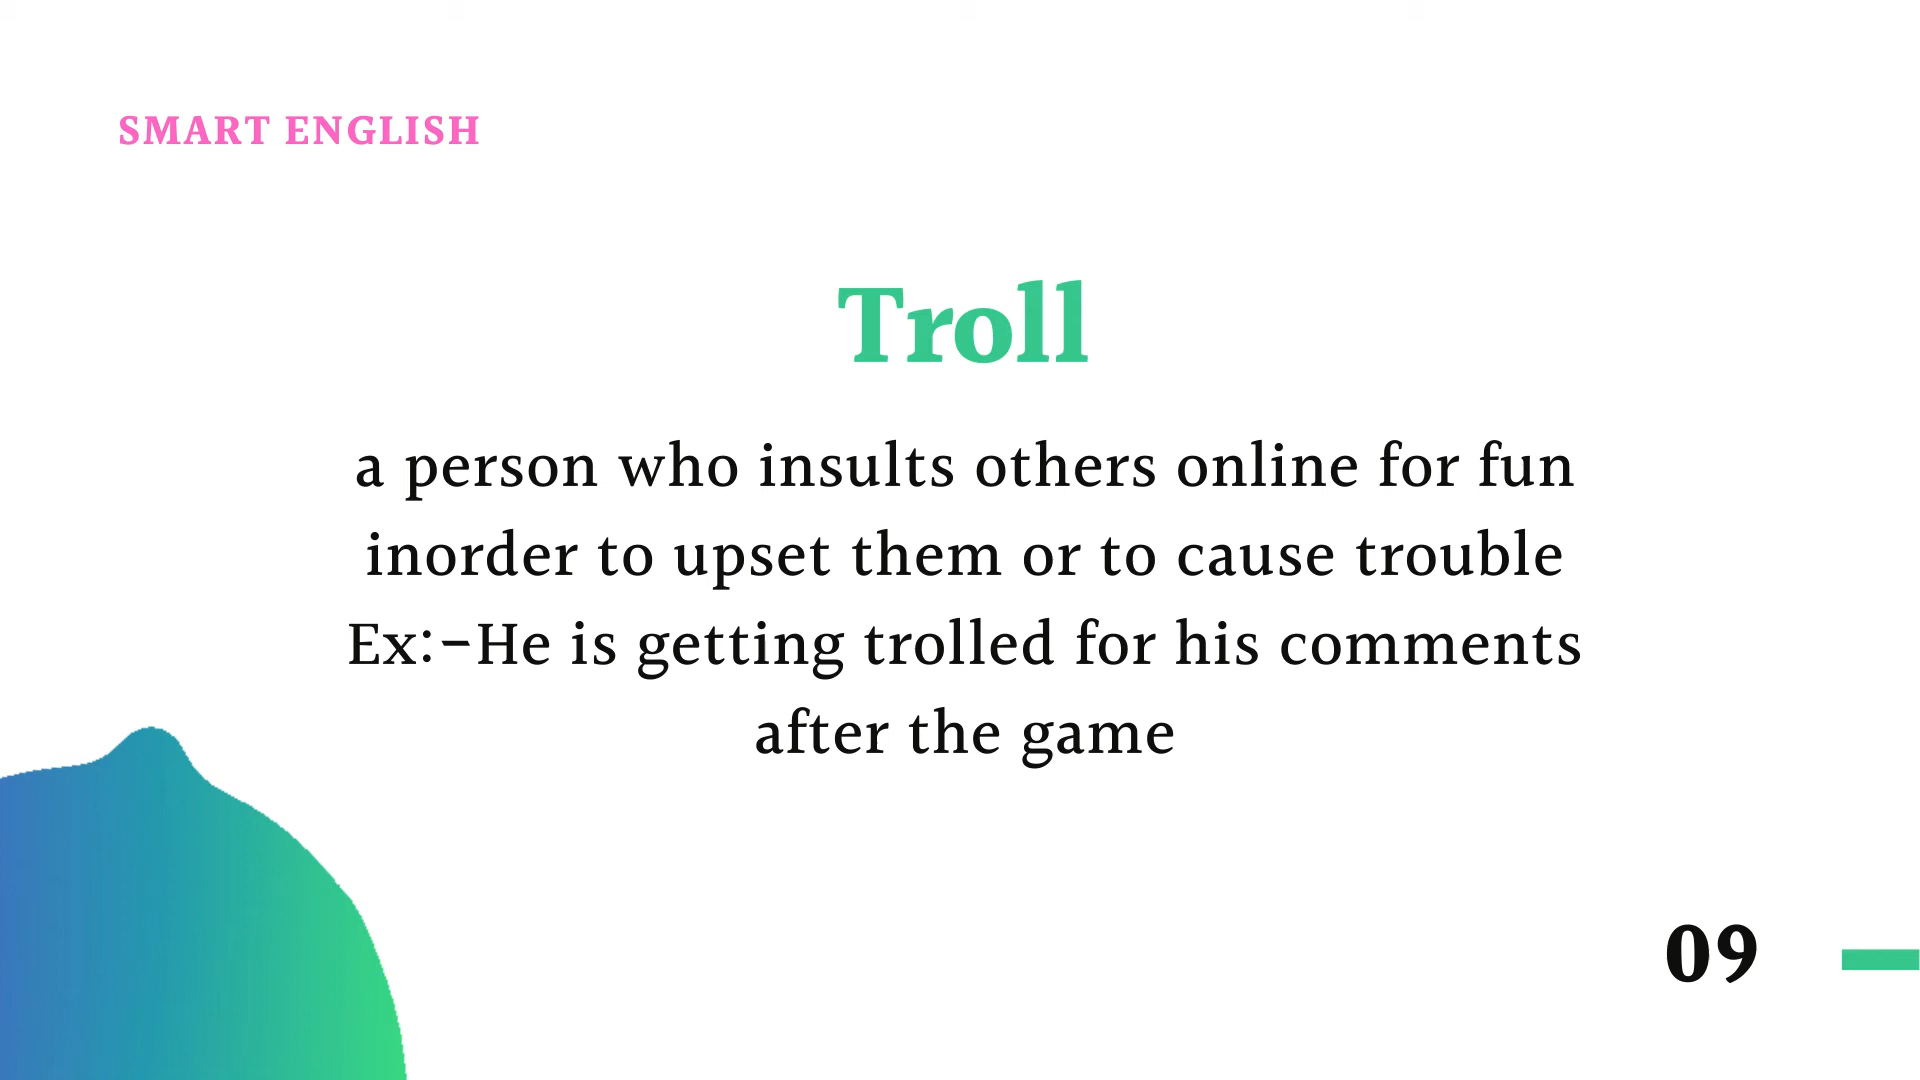 SMART ENGLISH
Troll
a person who insults others online for fun
inorder to upset them or to cause trouble
Ex:-He is getting trolled for his comments
after the game
09